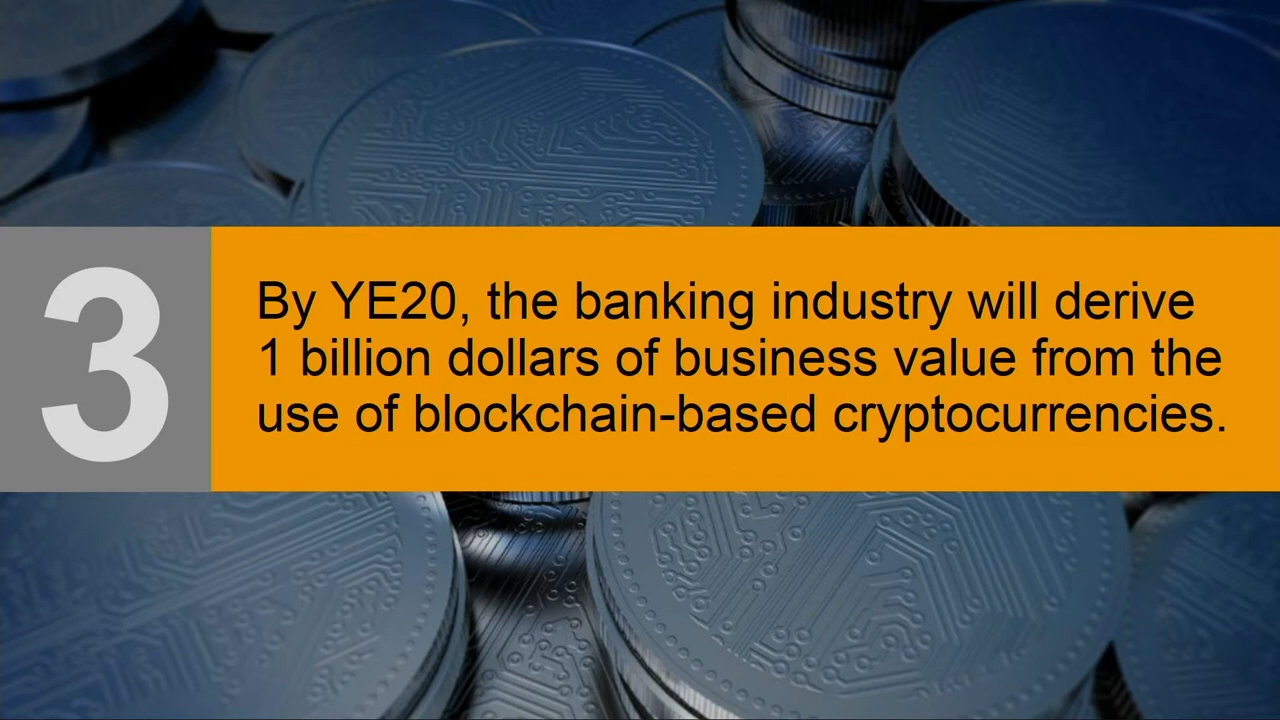 3
By YE20, the banking industry will derive
1 billion dollars of business value from the
use of blockchain-based cryptocurrencies.